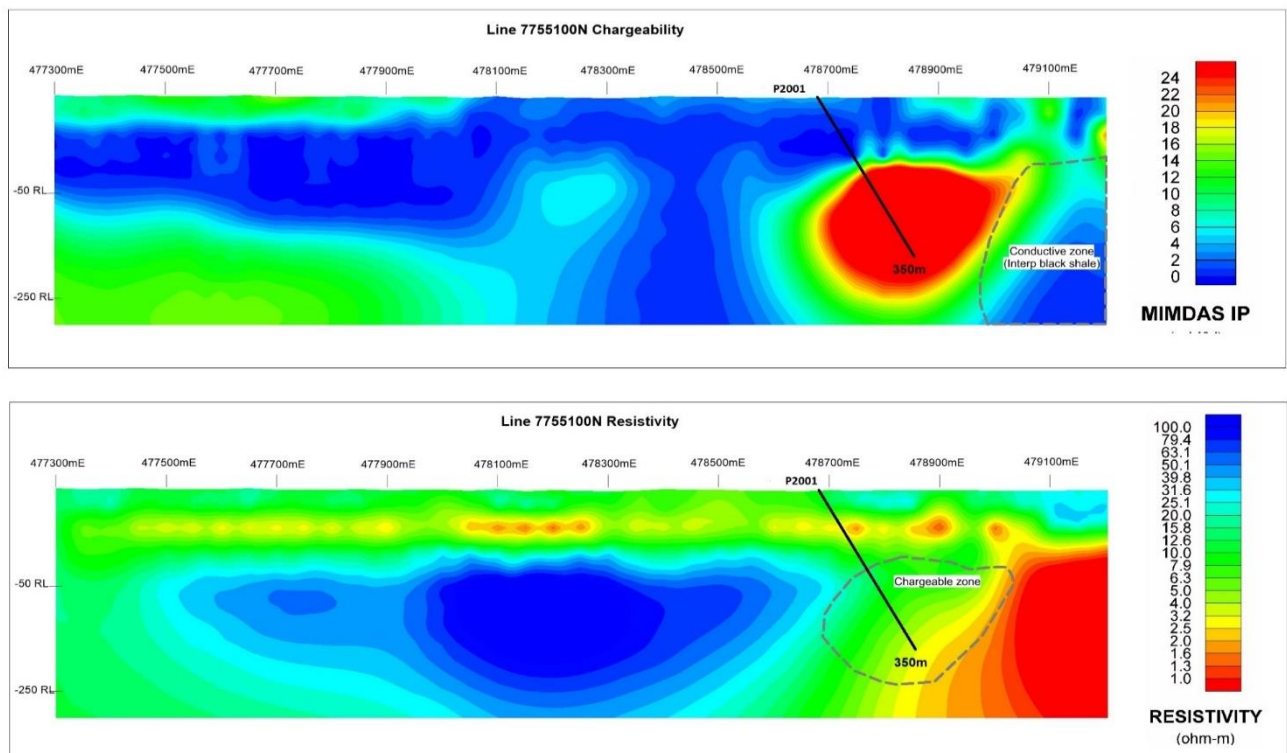 Line 7755100N Chargeability
477300mE 477500mE 477700mE 477900mE 478100mE 478300mE 478500mE 478700mE 478900mE 479100mE
P2001
-50 RL
-250 RL
350m
Conductive zone
(Interp black shale)
24
22
20
18
16
14
12
10
8
6
4
2
0
MIMDAS IP
Line 7755100N Resistivity
477300mE 477500mE 477700mE 477900mE 478100mE 478300mE 478500mE 478700mE 478900mE 479100mE
P2001
-50 RL
-250 RL
Chargeable zone
350m
100.0
79.4
63.1
50.1
39.8
31.6
25.1
20.0
15.8
12.6
10.0
7.9
6.3
5.0
4.0
3.2
2.5
2.0
1.6
1.3
1.0
RESISTIVITY
(ohm-m)